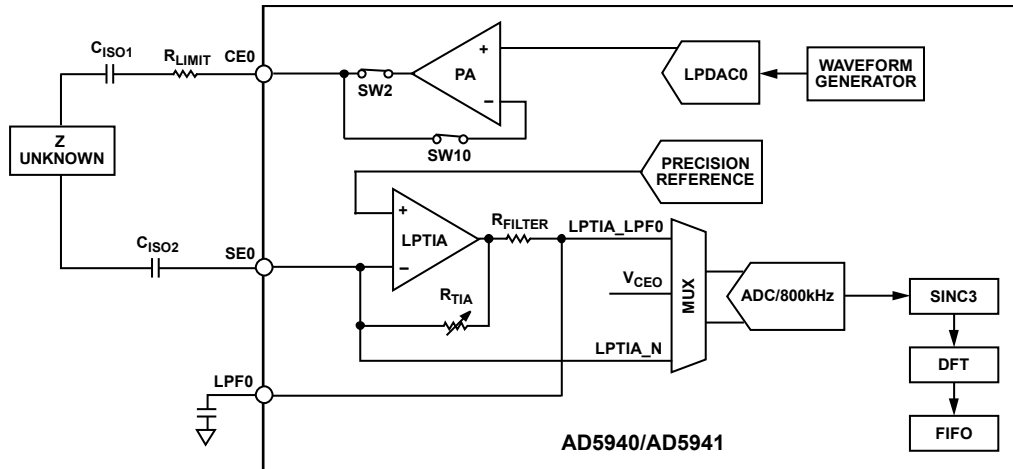 CISO1
RLIMIT
CE0
SW2
+
PA
−
SW10
LPDAC0
WAVEFORM
GENERATOR
Z
UNKNOWN
PRECISION
REFERENCE
CISO2
SE0
+
LPTIA
−
RFILTER
RTIA
LPTIA_LPF0
VCEO
LPTIA_N
MUX
ADC/800kHz
SINC3
DFT
FIFO
LPF0
AD5940/AD5941